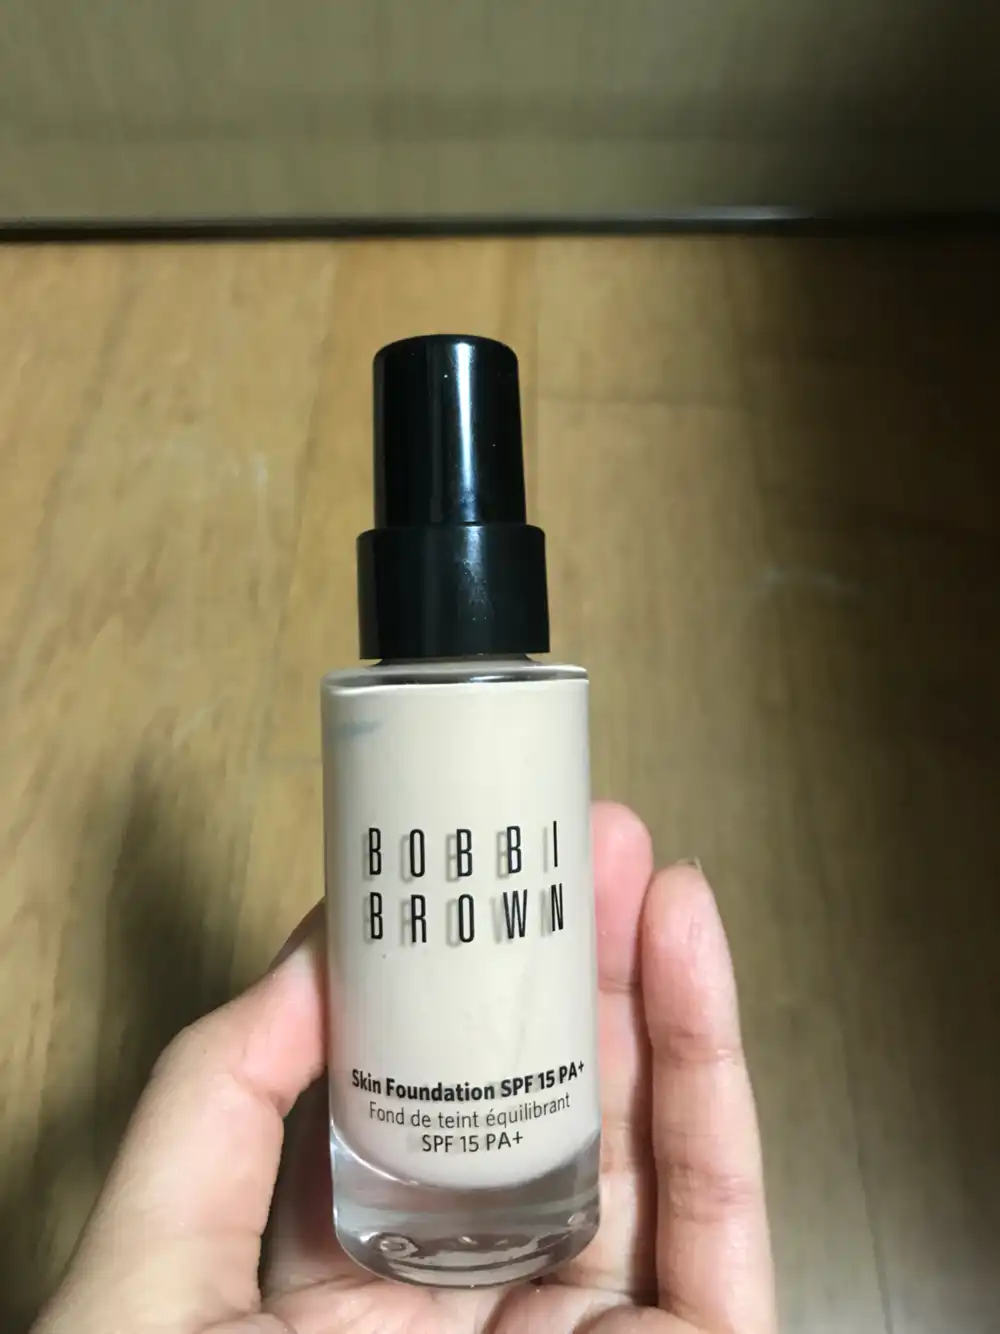 BOBBI
BROWN
Skin Foundation SPF 15 PA+
Fond de teint équilibrant
SPF 15 PA+